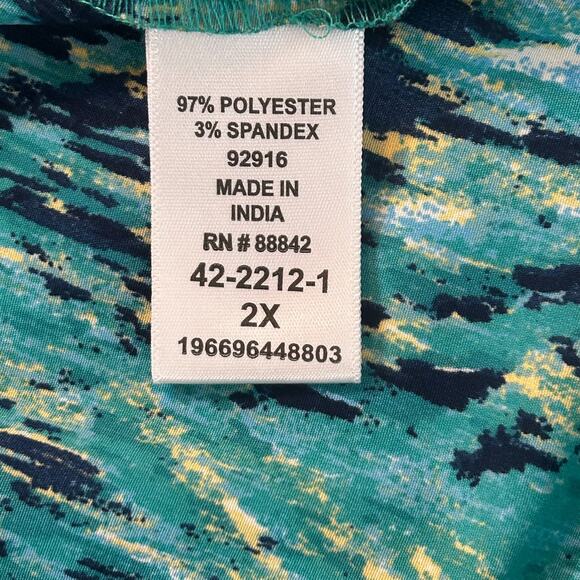 97% POLYESTER
3% SPANDEX
92916
MADE IN
INDIA
RN # 88842
42-2212-1
2X
196696448803